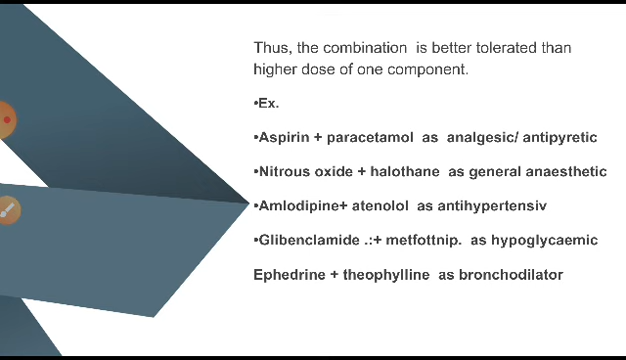 Thus, the combination is better tolerated than
higher dose of one component.
•Ex.
•Aspirin + paracetamol as analgesic/ antipyretic
•Nitrous oxide + halothane as general anaesthetic
•Amlodipine+ atenolol as antihypertensiv
•Glibenclamide .:+ metfottnip. as hypoglycaemic
Ephedrine + theophylline as bronchodilator